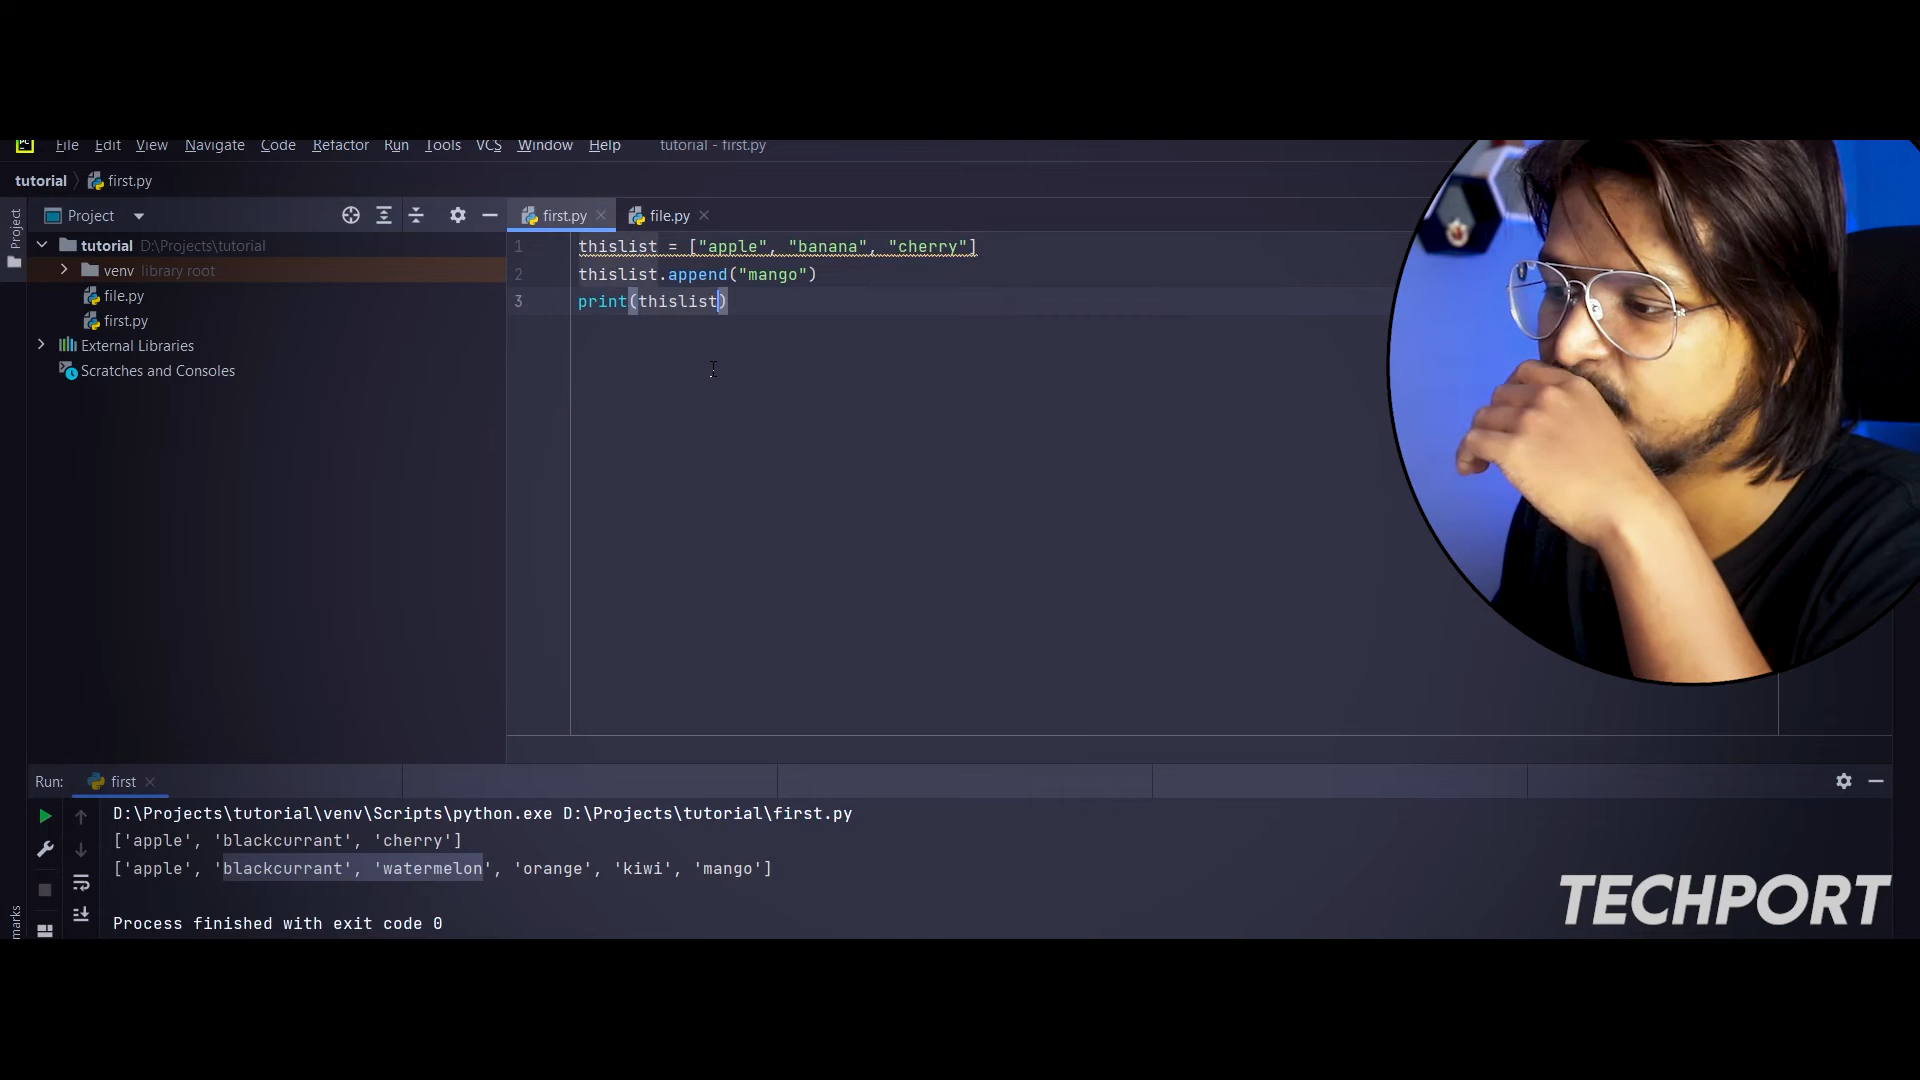 File Edit View Navigate Code Refactor Run Tools VCS Window Help tutorial - first.py
tutorial first.py
Project
Project first.py file.py
tutorial D:\Projects\tutorial
venv library root
file.py
first.py
External Libraries
Scratches and Consoles
1 thislist = ["apple", "banana", "cherry"]
2 thislist.append("mango")
3 print(thislist)
Run: first
D:\Projects\tutorial\venv\Scripts\python.exe D:\Projects\tutorial\first.py
['apple', 'blackcurrant', 'cherry']
['apple', 'blackcurrant', 'watermelon', 'orange', 'kiwi', 'mango']
Process finished with exit code 0
marks
TECHPORT